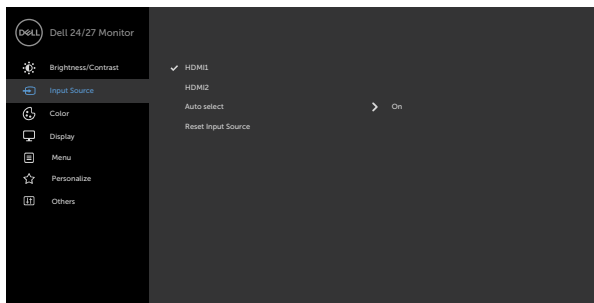 DELL
Dell 24/27 Monitor
Brightness/Contrast
Input Source
Color
Display
Menu
Personalize
Others
HDMI1
HDMI2
Auto select On
Reset Input Source